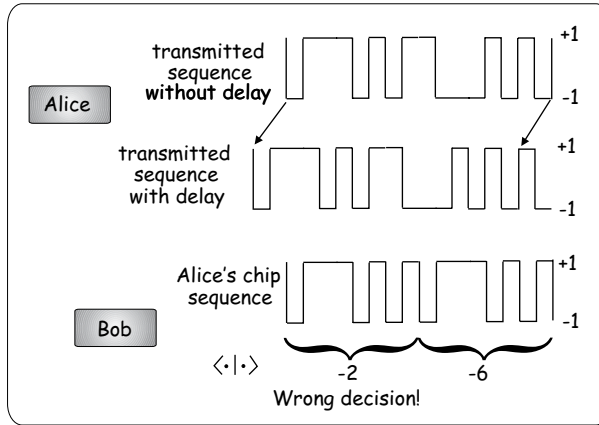 transmitted
sequence
without delay
+1
-1
Alice
transmitted
sequence
with delay
+1
-1
Alice's chip
sequence
+1
-1
Bob
⟨·|·⟩
-2
-6
Wrong decision!